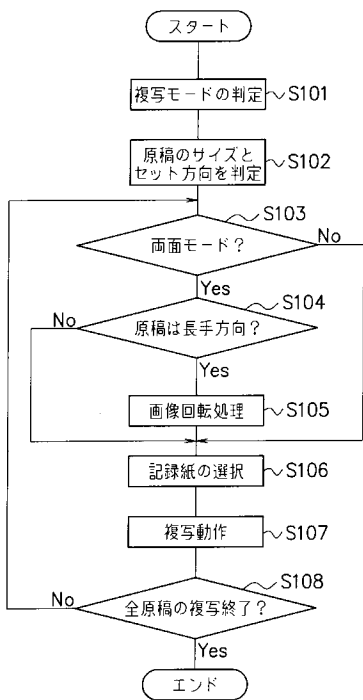 スタート
複写モードの判定
S101
原稿のサイズと
セット方向を判定
S102
S103
両面モード?
No
Yes
S104
No
原稿は長手方向?
Yes
画像回転処理
S105
記録紙の選択
S106
複写動作
S107
S108
No
全原稿の複写終了?
Yes
エンド